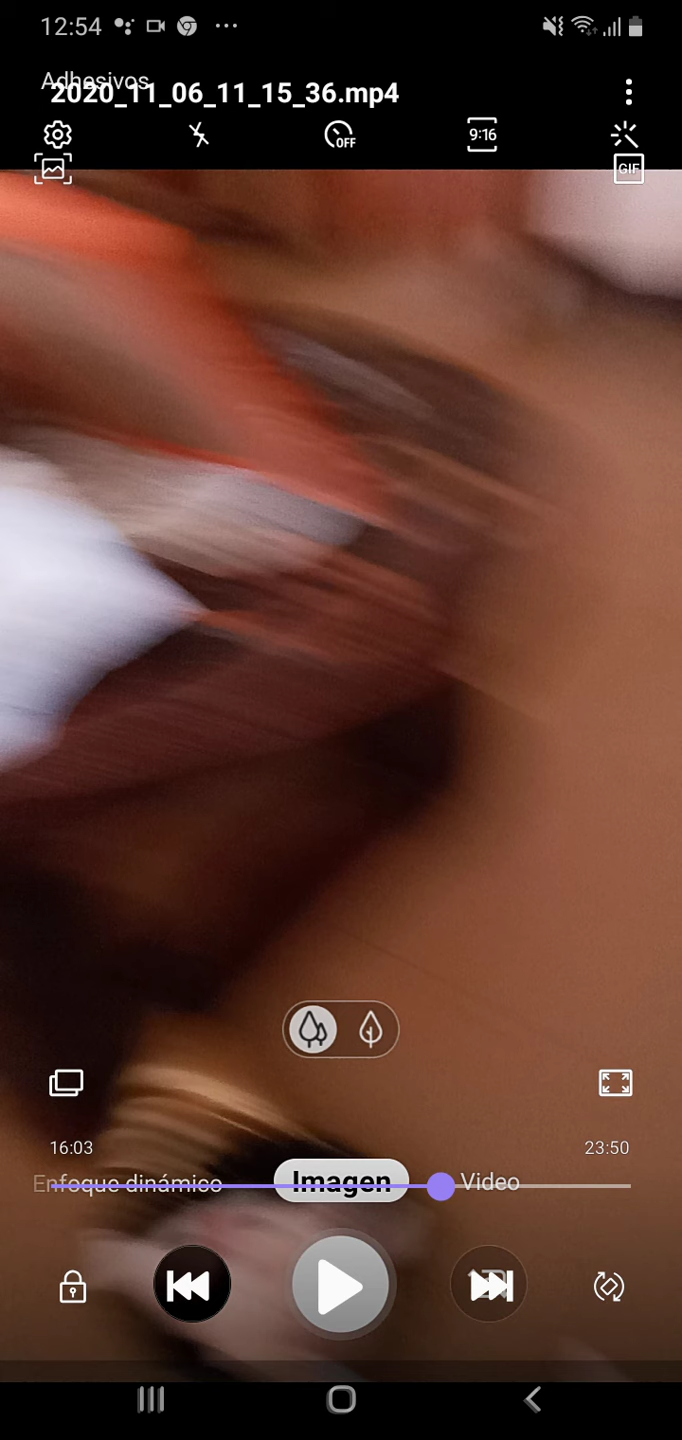 12:54
Adhesivos
2020_11_06_11_15_36.mp4
OFF
9:16
GIF
16:03
23:50
Enfoque dinámico
Imagen
Video